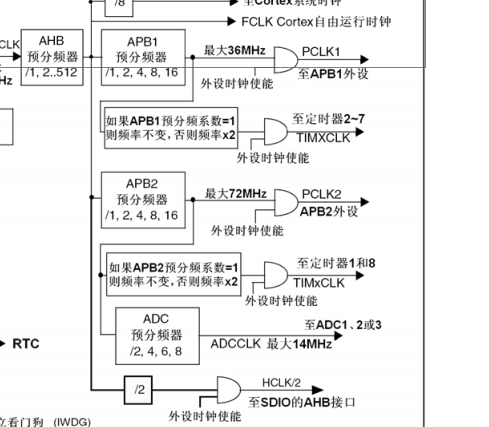 /8
至Cortex系统时钟
FCLK Cortex自由运行时钟
CLK
Hz
AHB
预分频器
/1, 2..512
APB1
预分频器
/1, 2, 4, 8, 16
最大36MHz
外设时钟使能
PCLK1
至APB1外设
如果APB1预分频系数=1
则频率不变，否则频率x2
外设时钟使能
至定时器2~7
TIMXCLK
APB2
预分频器
/1, 2, 4, 8, 16
最大72MHz
外设时钟使能
PCLK2
APB2外设
如果APB2预分频系数=1
则频率不变，否则频率x2
外设时钟使能
至定时器1和8
TIMxCLK
ADC
预分频器
/2, 4, 6, 8
至ADC1、2或3
ADCCLK 最大14MHz
RTC
/2
外设时钟使能
HCLK/2
至SDIO的AHB接口
立看门狗 (IWDG)